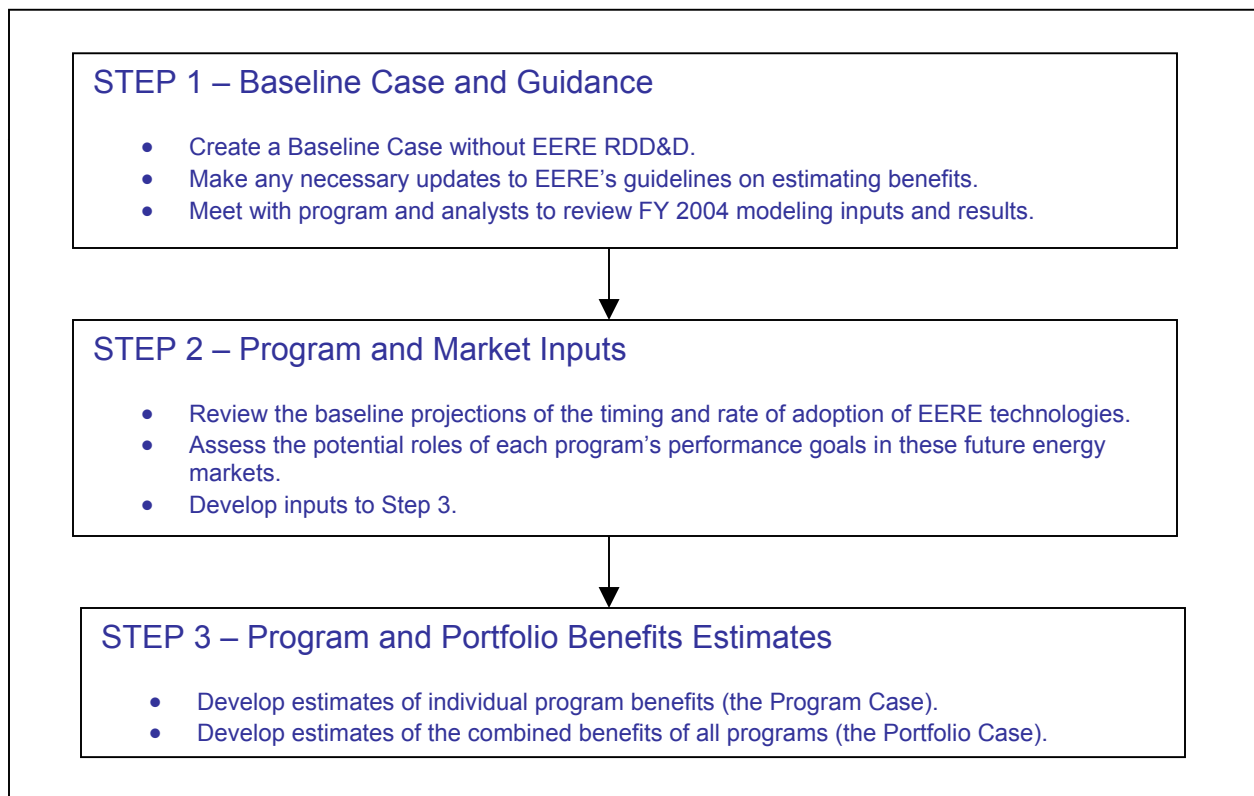 STEP 1 – Baseline Case and Guidance
• Create a Baseline Case without EERE RDD&D.
• Make any necessary updates to EERE’s guidelines on estimating benefits.
• Meet with program and analysts to review FY 2004 modeling inputs and results.
STEP 2 – Program and Market Inputs
• Review the baseline projections of the timing and rate of adoption of EERE technologies.
• Assess the potential roles of each program’s performance goals in these future energy
markets.
• Develop inputs to Step 3.
STEP 3 – Program and Portfolio Benefits Estimates
• Develop estimates of individual program benefits (the Program Case).
• Develop estimates of the combined benefits of all programs (the Portfolio Case).